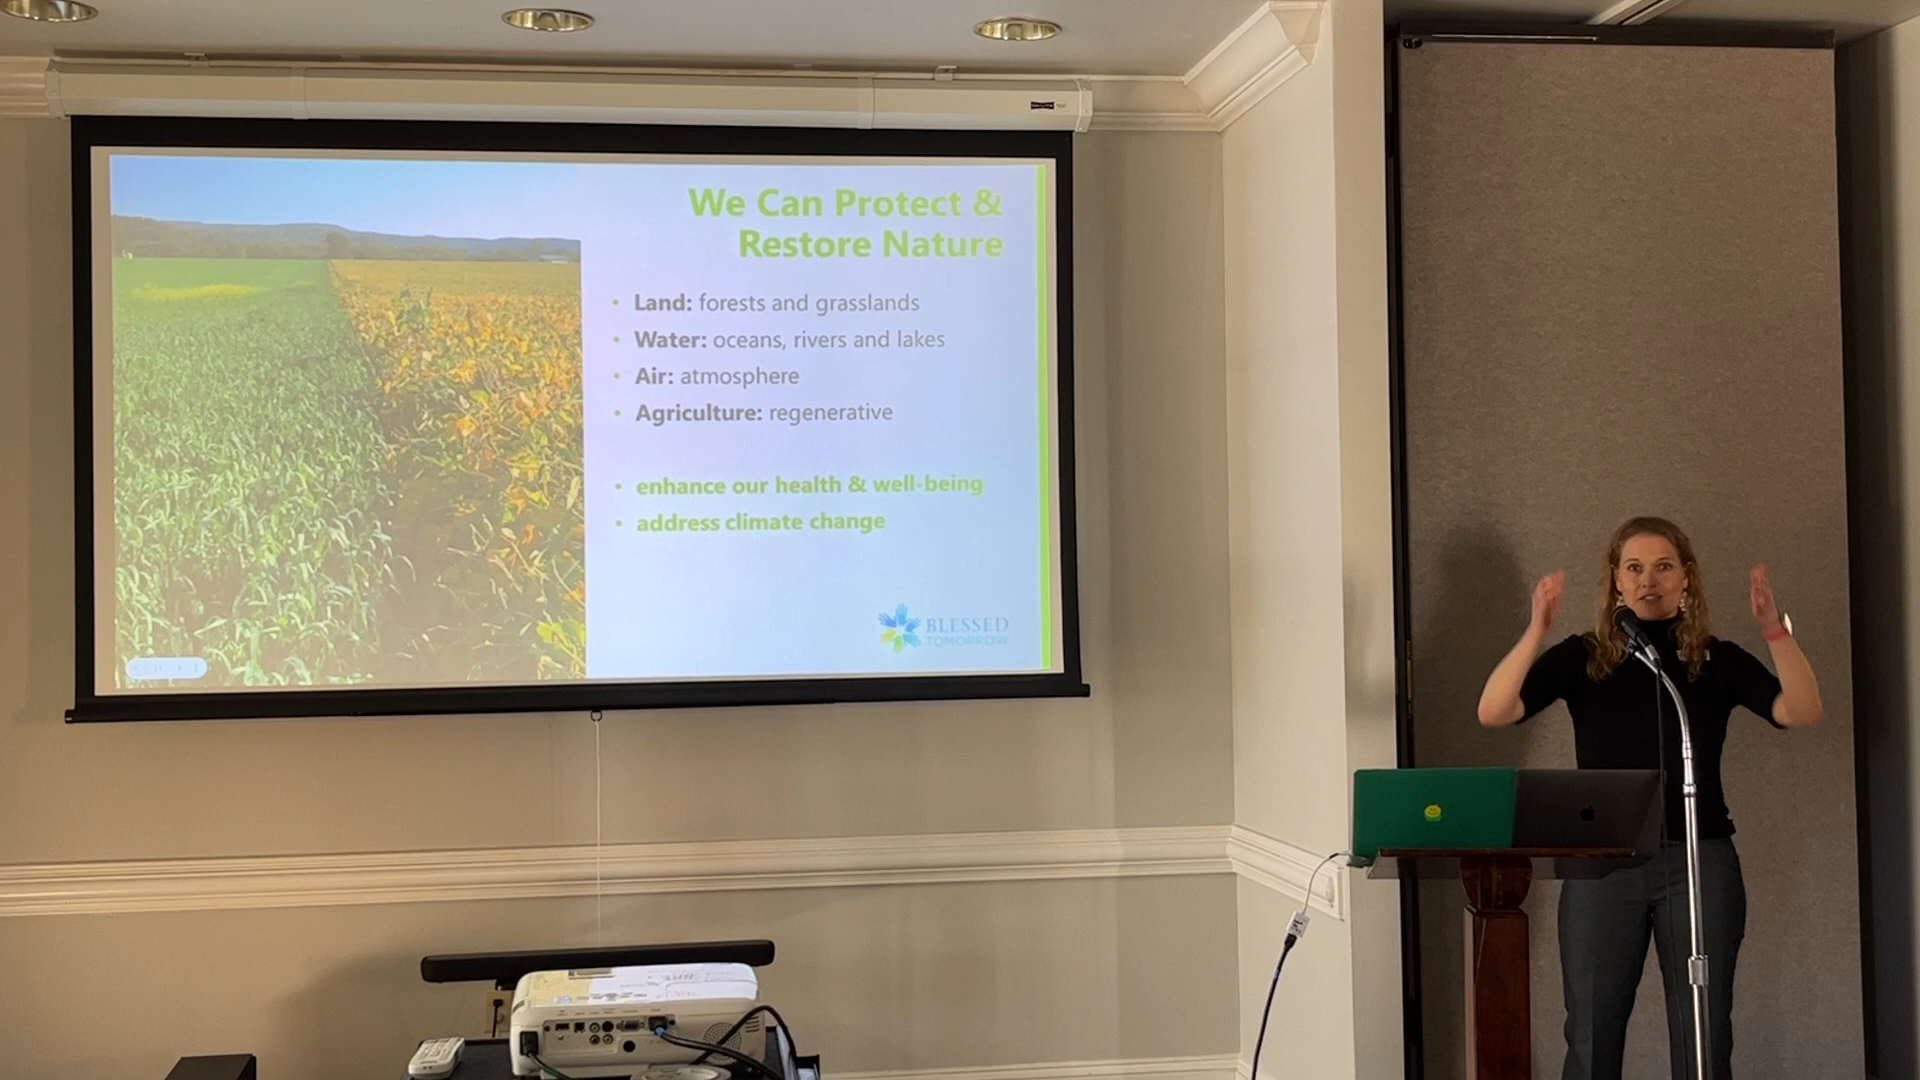 We Can Protect &
Restore Nature
• Land: forests and grasslands
• Water: oceans, rivers and lakes
• Air: atmosphere
• Agriculture: regenerative
• enhance our health & well-being
• address climate change
BLESSED
TOMORROW